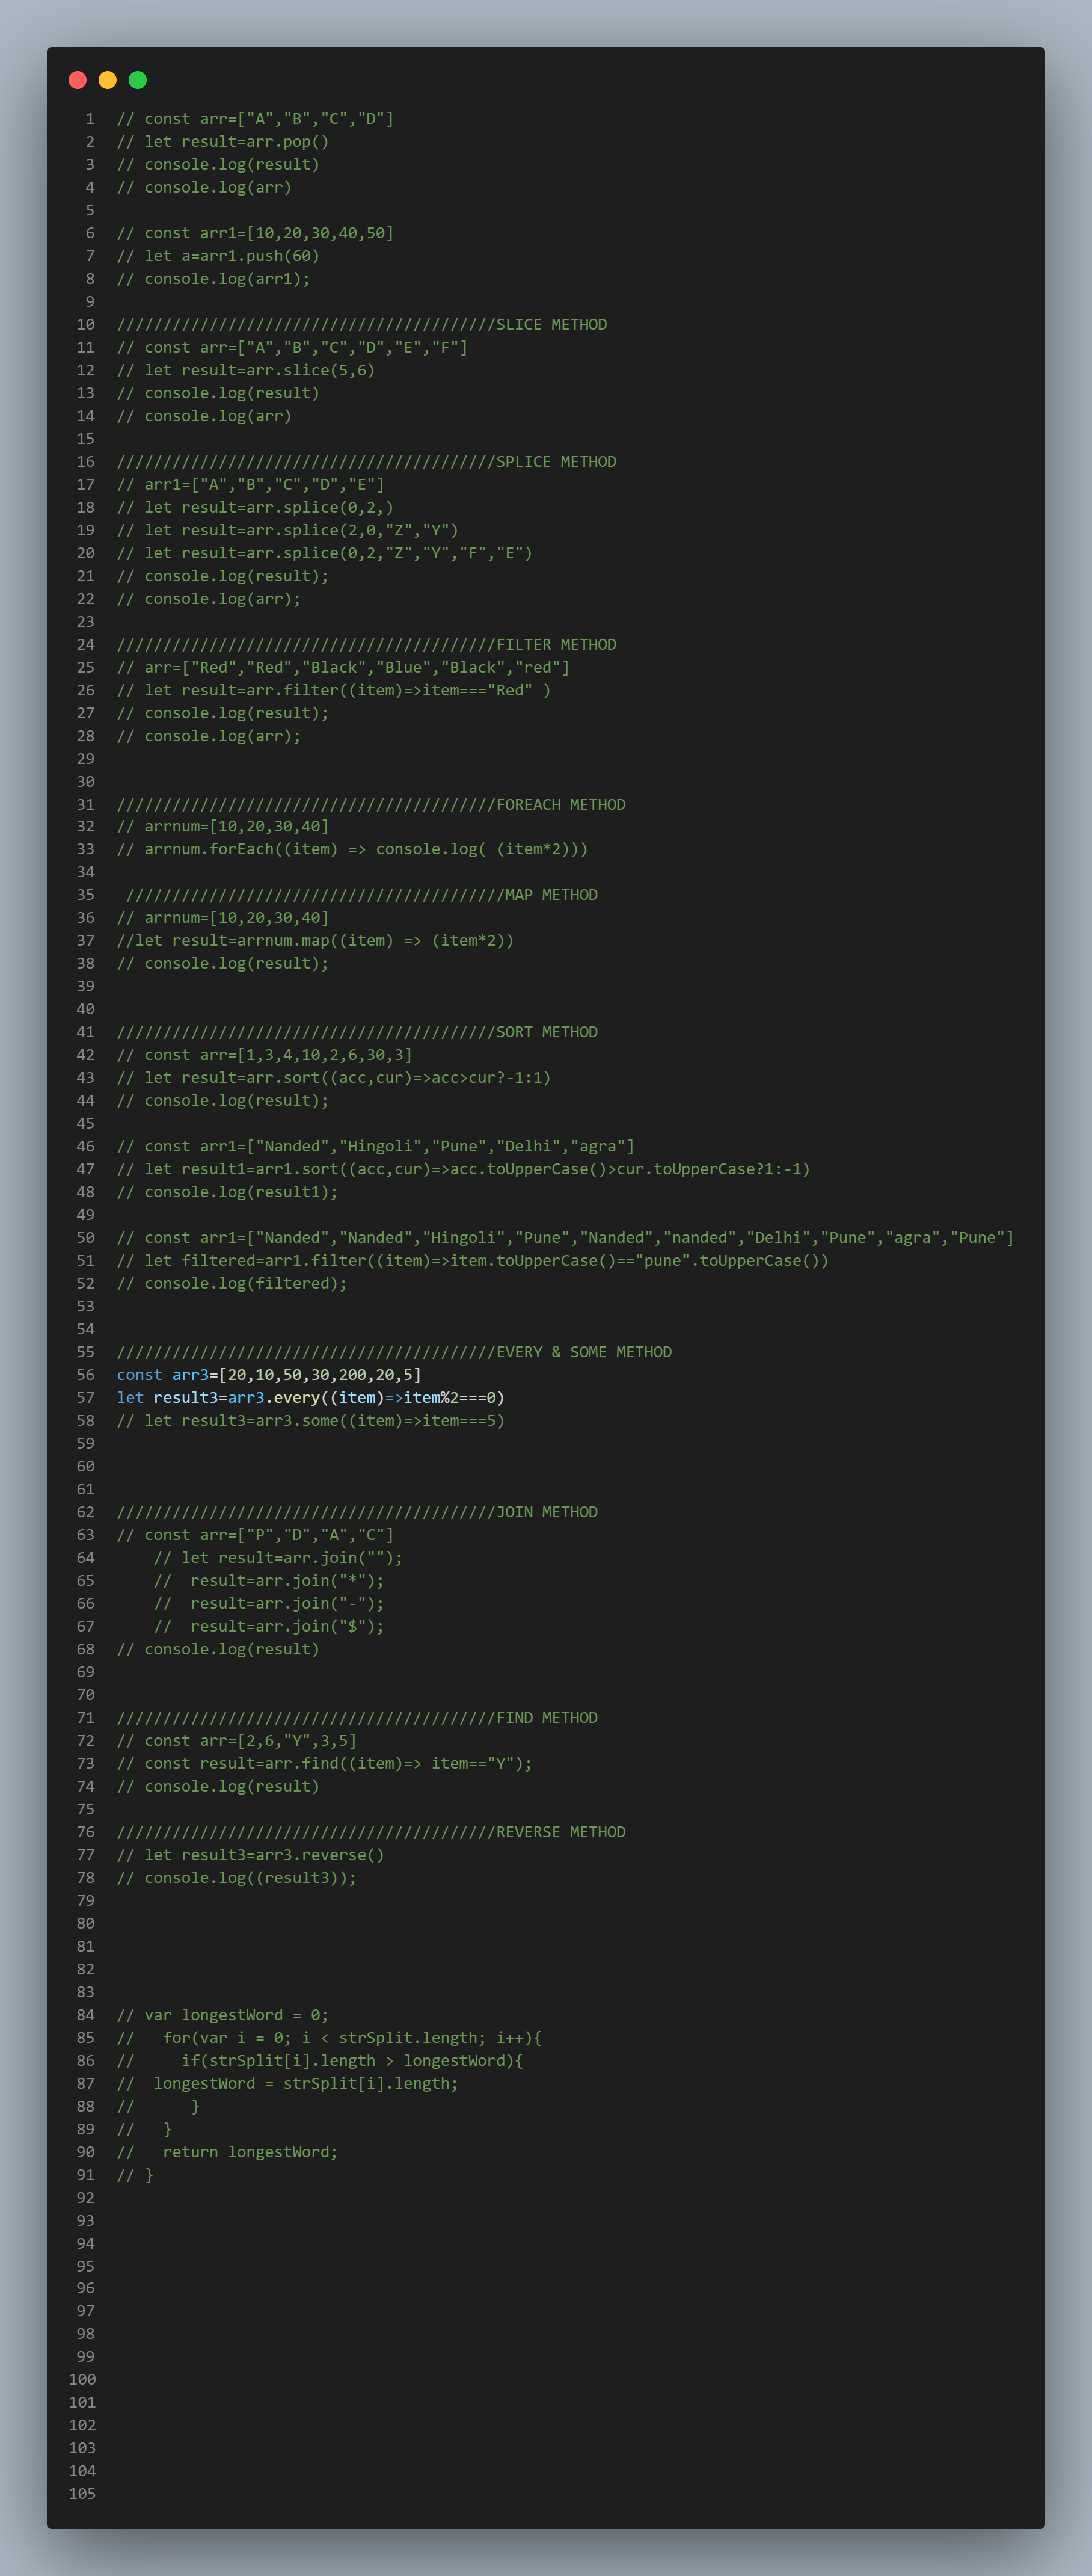 1 // const arr=["A","B","C","D"]
2 // let result=arr.pop()
3 // console.log(result)
4 // console.log(arr)
5
6 // const arr1=[10,20,30,40,50]
7 // let a=arr1.push(60)
8 // console.log(arr1);
9
10 /////////////////////////////////////////SLICE METHOD
11 // const arr=["A","B","C","D","E","F"]
12 // let result=arr.slice(5,6)
13 // console.log(result)
14 // console.log(arr)
15
16 /////////////////////////////////////////SPLICE METHOD
17 // arr1=["A","B","C","D","E"]
18 // let result=arr.splice(0,2,)
19 // let result=arr.splice(2,0,"Z","Y")
20 // let result=arr.splice(0,2,"Z","Y","F","E")
21 // console.log(result);
22 // console.log(arr);
23
24 /////////////////////////////////////////FILTER METHOD
25 // arr=["Red","Red","Black","Blue","Black","red"]
26 // let result=arr.filter((item)=>item==="Red" )
27 // console.log(result);
28 // console.log(arr);
29
30
31 /////////////////////////////////////////FOREACH METHOD
32 // arrnum=[10,20,30,40]
33 // arrnum.forEach((item) => console.log( (item*2)))
34
35  /////////////////////////////////////////MAP METHOD
36 // arrnum=[10,20,30,40]
37 //let result=arrnum.map((item) => (item*2))
38 // console.log(result);
39
40
41 /////////////////////////////////////////SORT METHOD
42 // const arr=[1,3,4,10,2,6,30,3]
43 // let result=arr.sort((acc,cur)=>acc>cur?-1:1)
44 // console.log(result);
45
46 // const arr1=["Nanded","Hingoli","Pune","Delhi","agra"]
47 // let result1=arr1.sort((acc,cur)=>acc.toUpperCase()>cur.toUpperCase?1:-1)
48 // console.log(result1);
49
50 // const arr1=["Nanded","Nanded","Hingoli","Pune","Nanded","nanded","Delhi","Pune","agra","Pune"]
51 // let filtered=arr1.filter((item)=>item.toUpperCase()=="pune".toUpperCase())
52 // console.log(filtered);
53
54
55 /////////////////////////////////////////EVERY & SOME METHOD
56 const arr3=[20,10,50,30,200,20,5]
57 let result3=arr3.every((item)=>item%2===0)
58 // let result3=arr3.some((item)=>item===5)
59
60
61
62 /////////////////////////////////////////JOIN METHOD
63 // const arr=["P","D","A","C"]
64     // let result=arr.join("");
65     //  result=arr.join("*");
66     //  result=arr.join("-");
67     //  result=arr.join("$");
68 // console.log(result)
69
70
71 /////////////////////////////////////////FIND METHOD
72 // const arr=[2,6,"Y",3,5]
73 // const result=arr.find((item)=> item=="Y");
74 // console.log(result)
75
76 /////////////////////////////////////////REVERSE METHOD
77 // let result3=arr3.reverse()
78 // console.log((result3));
79
80
81
82
83
84 // var longestWord = 0;
85 //   for(var i = 0; i < strSplit.length; i++){
86 //     if(strSplit[i].length > longestWord){
87 //  longestWord = strSplit[i].length;
88 //      }
89 //   }
90 //   return longestWord;
91 // }
92
93
94
95
96
97
98
99
100
101
102
103
104
105